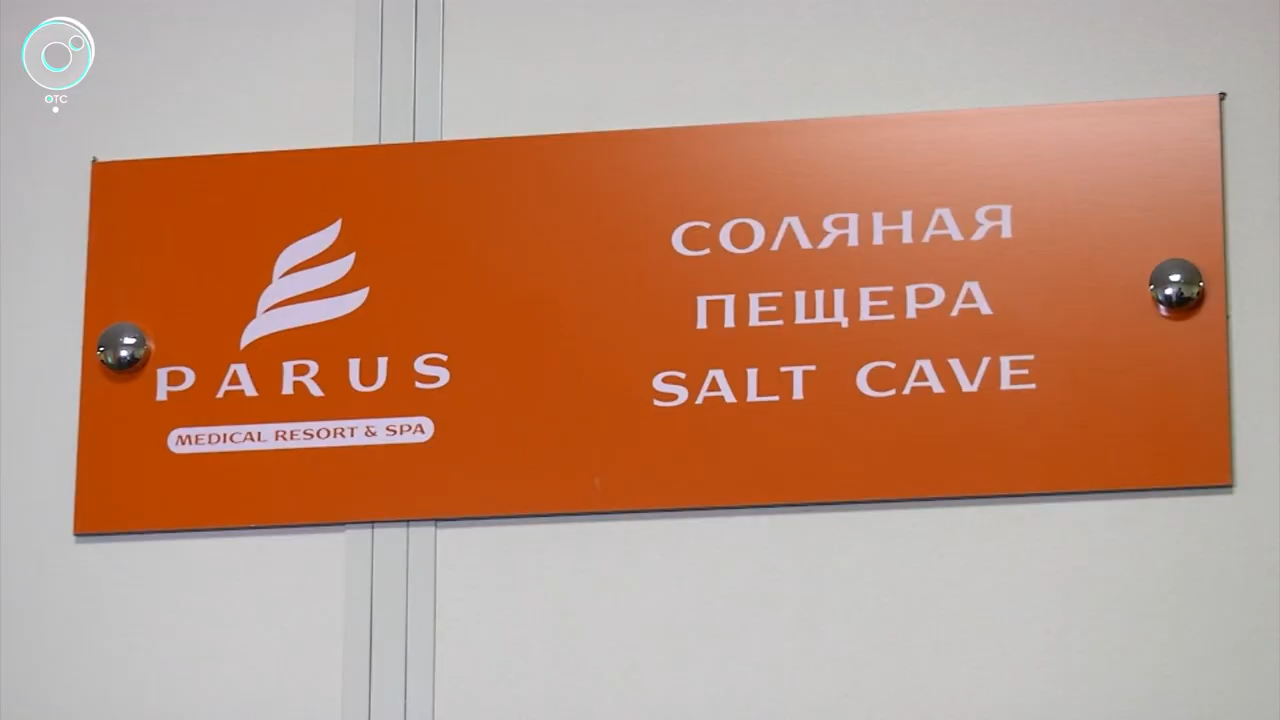 ОТС
PARUS
MEDICAL RESORT & SPA
СОЛЯНАЯ
ПЕЩЕРА
SALT CAVE